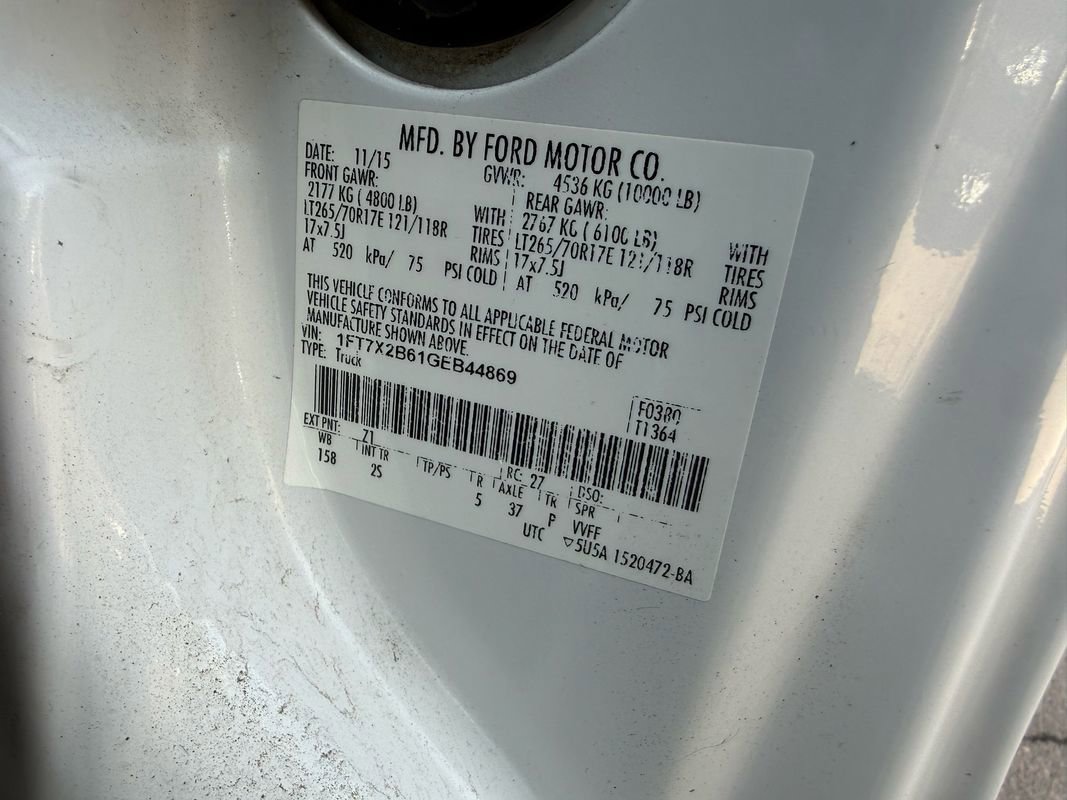 MFD. BY FORD MOTOR CO.
DATE: 11/15 GVWR: 4536 KG (10000 LB)
FRONT GAWR: REAR GAWR:
2177 KG ( 4800 LB) WITH 2767 KG ( 6100 LB) WITH
LT265/70R17E 121/118R TIRES LT265/70R17E 121/118R TIRES
17x7.5J RIMS 17x7.5J RIMS
AT 520 kPa/ 75 PSI COLD AT 520 kPa/ 75 PSI COLD
THIS VEHICLE CONFORMS TO ALL APPLICABLE FEDERAL MOTOR
VEHICLE SAFETY STANDARDS IN EFFECT ON THE DATE OF
MANUFACTURE SHOWN ABOVE.
VIN: 1FT7X2B61GEB44869
TYPE: Truck
F0380
T1364
EXT PNT: Z1 RC: 27 DSO:
WB INT TR TP/PS R AXLE TR SPR
158 2S 5 37 P VVFF
UTC ▽5U5A 1520472-BA